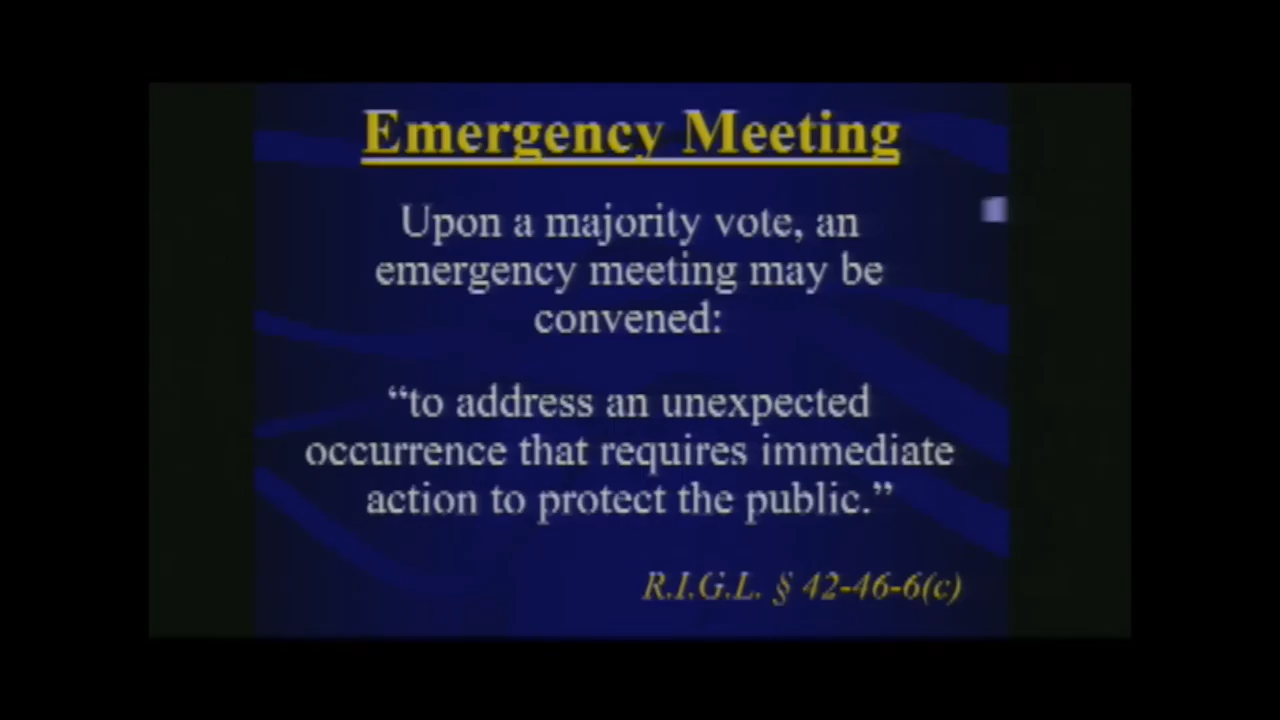 Emergency Meeting
Upon a majority vote, an
emergency meeting may be
convened:
“to address an unexpected
occurrence that requires immediate
action to protect the public.”
R.I.G.L. § 42-46-6(c)